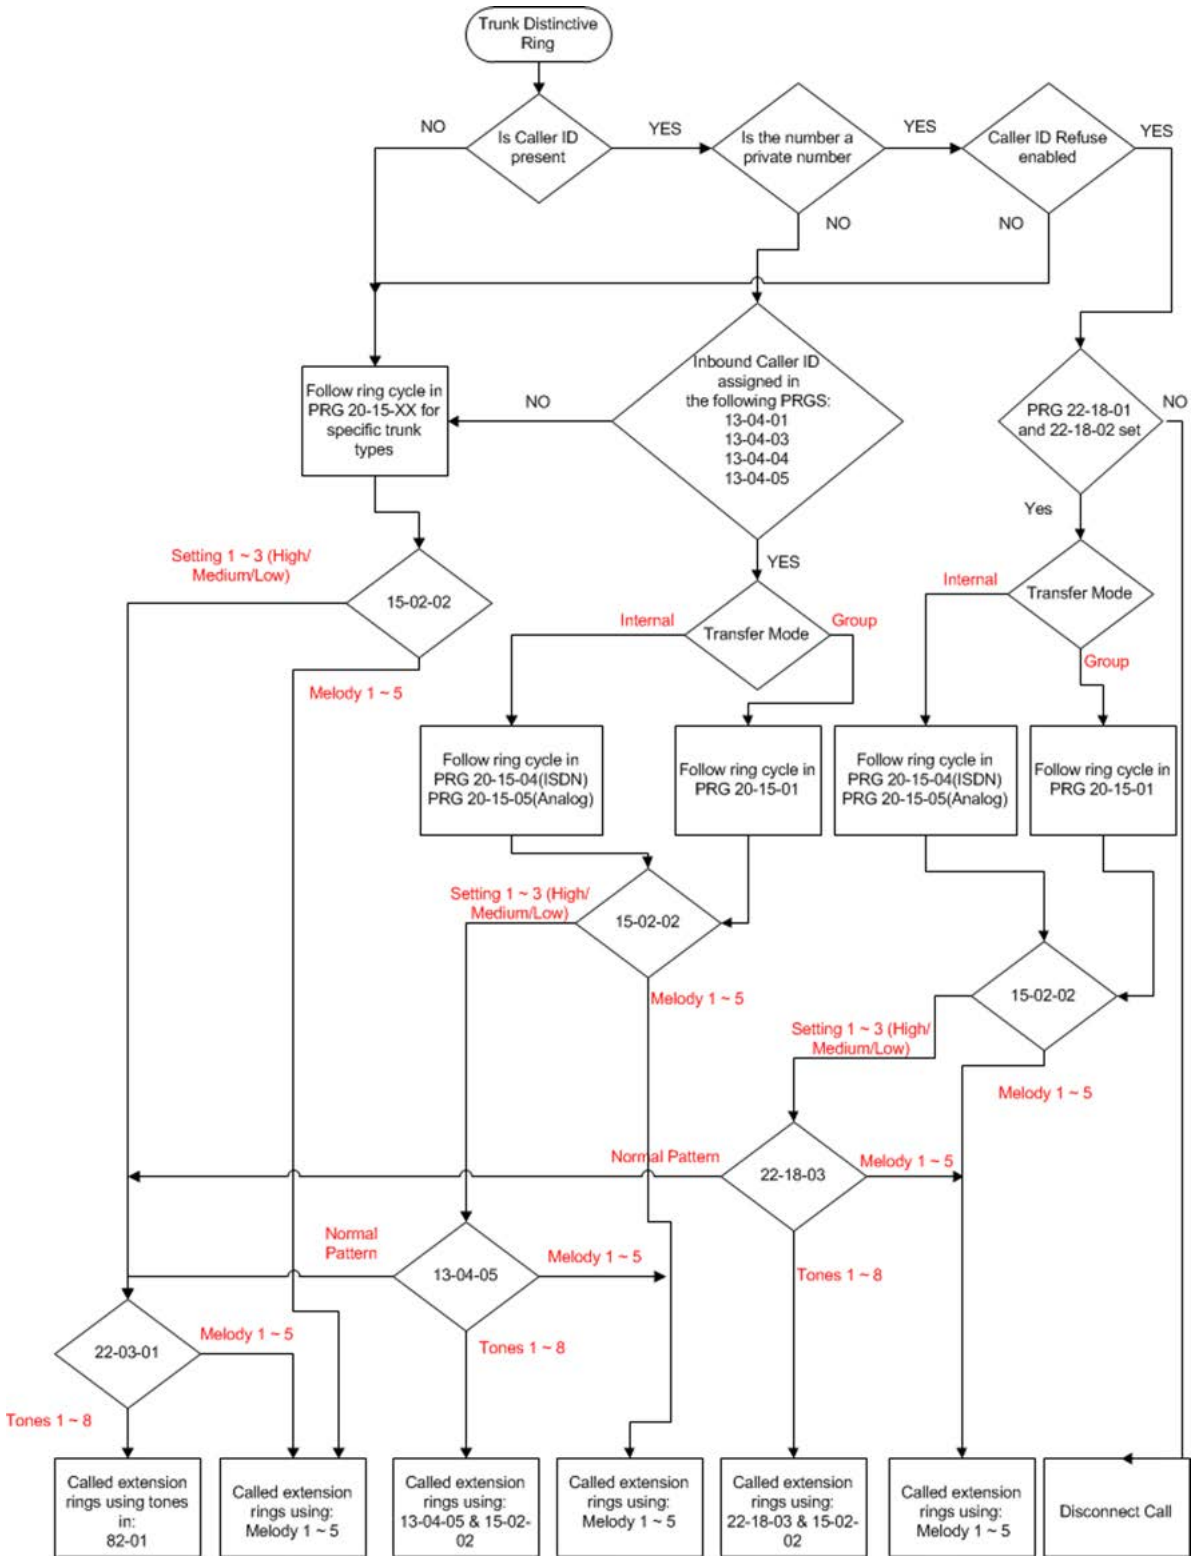 Trunk Distinctive
Ring
NO
Is Caller ID
present
YES
Is the number a
private number
YES
Caller ID Refuse
enabled
YES
NO
NO
Follow ring cycle in
PRG 20-15-XX for
specific trunk
types
NO
Inbound Caller ID
assigned in
the following PRGS:
13-04-01
13-04-03
13-04-04
13-04-05
PRG 22-18-01
and 22-18-02 set
NO
Yes
YES
Setting 1 ~ 3 (High/
Medium/Low)
15-02-02
Melody 1 ~ 5
Internal
Transfer Mode
Group
Internal
Transfer Mode
Group
Follow ring cycle in
PRG 20-15-04(ISDN)
PRG 20-15-05(Analog)
Follow ring cycle in
PRG 20-15-01
Follow ring cycle in
PRG 20-15-04(ISDN)
PRG 20-15-05(Analog)
Follow ring cycle in
PRG 20-15-01
Setting 1 ~ 3 (High/
Medium/Low)
15-02-02
Melody 1 ~ 5
15-02-02
Setting 1 ~ 3 (High/
Medium/Low)
Melody 1 ~ 5
Normal Pattern
22-18-03
Melody 1 ~ 5
Tones 1 ~ 8
Normal
Pattern
13-04-05
Melody 1 ~ 5
Tones 1 ~ 8
22-03-01
Melody 1 ~ 5
Tones 1 ~ 8
Called extension
rings using tones
in:
82-01
Called extension
rings using:
Melody 1 ~ 5
Called extension
rings using:
13-04-05 & 15-02-
02
Called extension
rings using:
Melody 1 ~ 5
Called extension
rings using:
22-18-03 & 15-02-
02
Called extension
rings using:
Melody 1 ~ 5
Disconnect Call